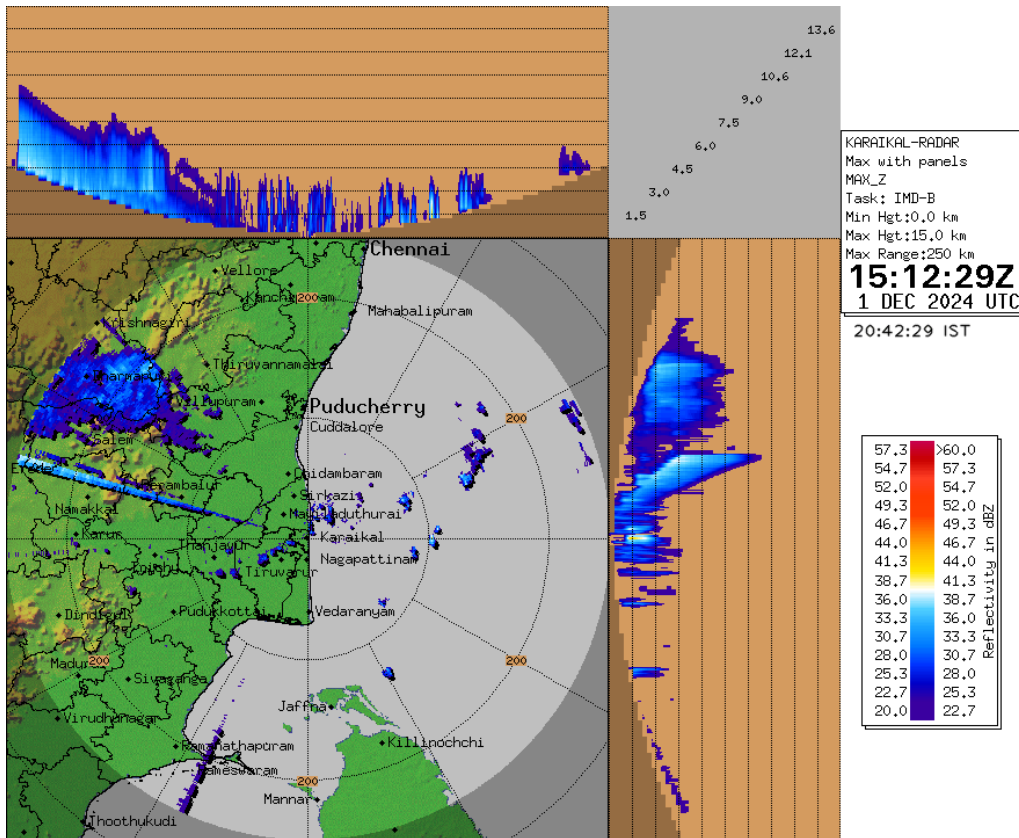 13.6
12.1
10.6
9.0
7.5
6.0
4.5
3.0
1.5
KARAIKAL-RADAR
Max with panels
MAX_Z
Task: IMD-B
Min Hgt:0.0 km
Max Hgt:15.0 km
Max Range:250 km
15:12:29Z
1 DEC 2024 UTC
20:42:29 IST
Chennai
Vellore
200
Mahabalipuram
Krishnagiri
Thiruvannamalai
Villupuram
Puducherry
200
Cuddalore
Salem
Chidambaram
Perambalur
Sirkazi
Namakkal
Karur
Karaikal
Thanjavur
Nagapattinam
Tiruvarur
Pudukkottai
Vedaranyam
Dindigul
200
200
Sivaganga
Jaffna
Virudhunagar
Killinochchi
Ramanathapuram
200
Mannar
Thoothukudi
57.3 >60.0
54.7 57.3
52.0 54.7
49.3 52.0
46.7 49.3
44.0 46.7
41.3 44.0
38.7 41.3
36.0 38.7
33.3 36.0
30.7 33.3
28.0 30.7
25.3 28.0
22.7 25.3
20.0 22.7
Reflectivity in dBZ